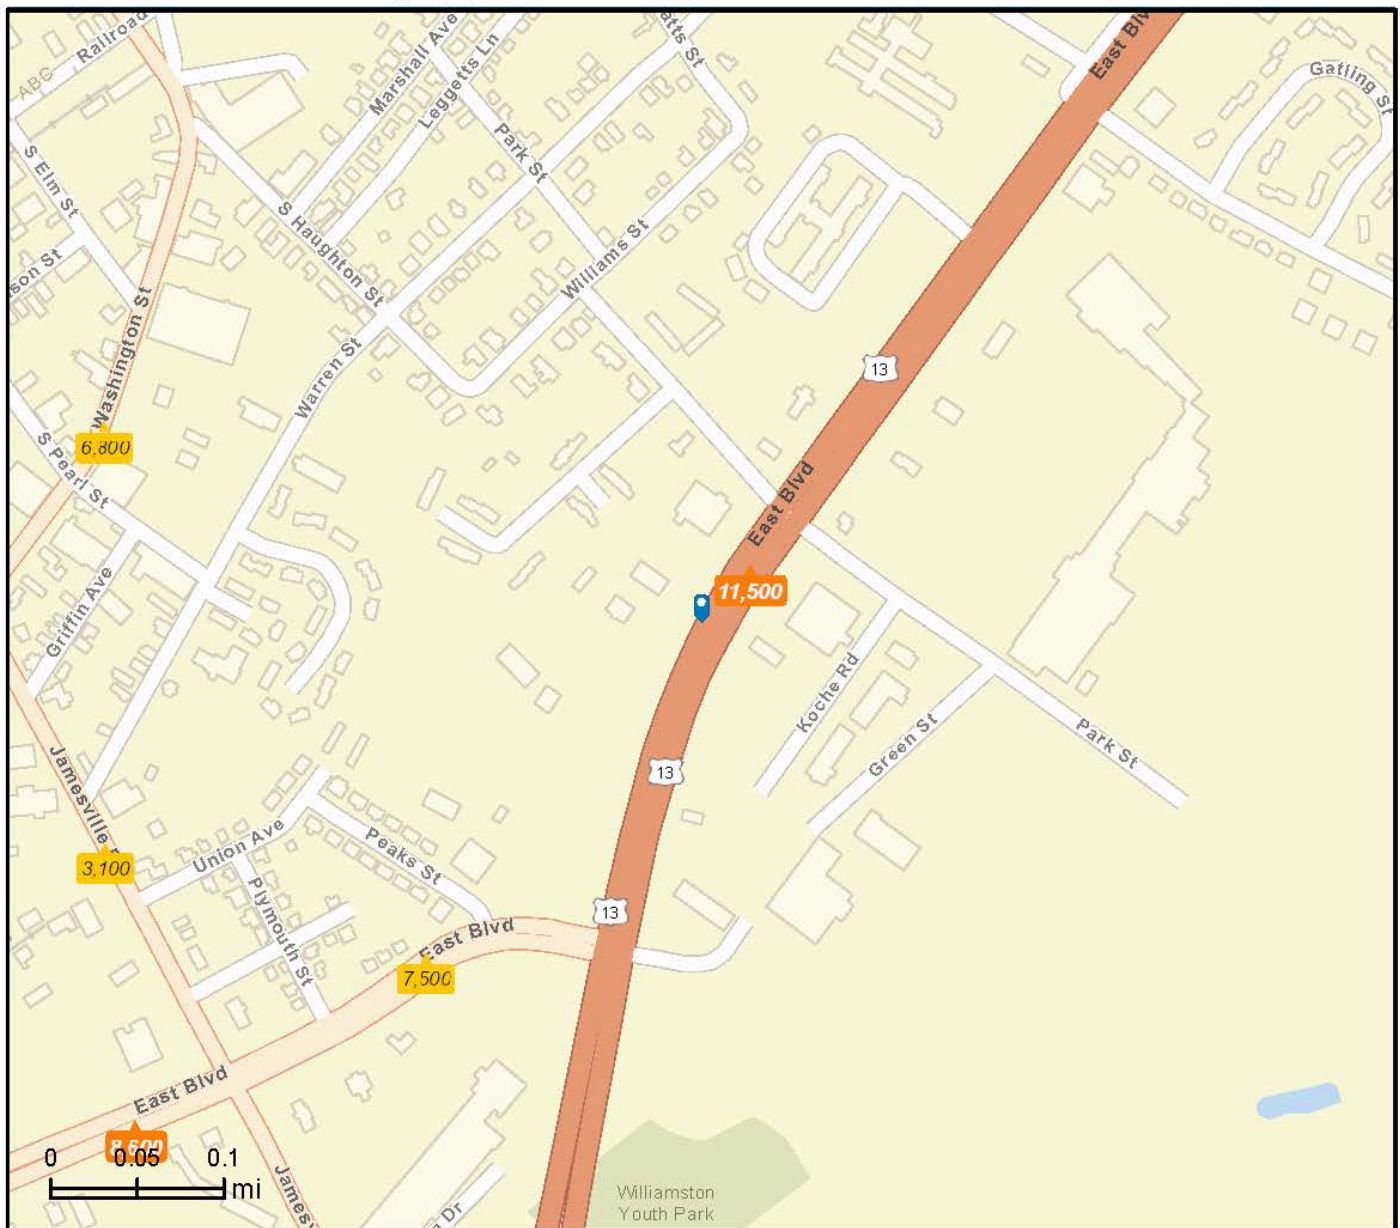 East Blvd
Railroad
ABC
Marshall Ave
Leggetts Ln
atts St
Gatling St
Park St
S Elm St
S Haughton St
Williams St
son St
Washington St
Warren St
13
6,800
S Pearl St
East Blvd
11,500
Griffin Ave
Koche Rd
Green St
Park St
Jamesville
13
Union Ave
Peaks St
3,100
Plymouth St
13
East Blvd
7,500
East Blvd
8,600
0 0.05 0.1
mi
James
Dr
Williamston
Youth Park